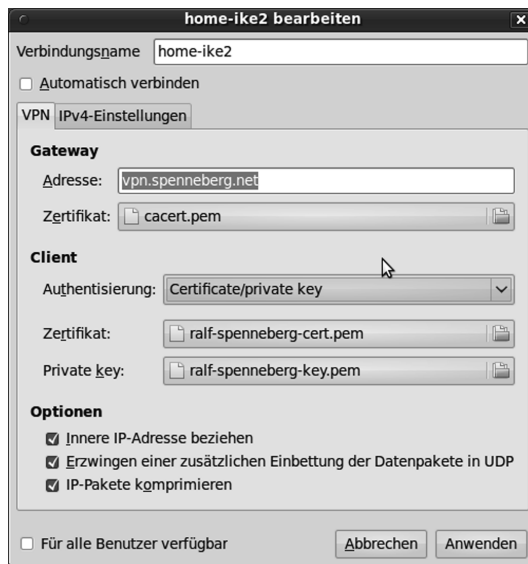 home-ike2 bearbeiten
Verbindungsname home-ike2
Automatisch verbinden
VPN IPv4-Einstellungen
Gateway
Adresse: vpn.spenneberg.net
Zertifikat: cacert.pem
Client
Authentisierung: Certificate/private key
Zertifikat: ralf-spenneberg-cert.pem
Private key: ralf-spenneberg-key.pem
Optionen
Innere IP-Adresse beziehen
Erzwingen einer zusätzlichen Einbettung der Datenpakete in UDP
IP-Pakete komprimieren
Für alle Benutzer verfügbar Abbrechen Anwenden